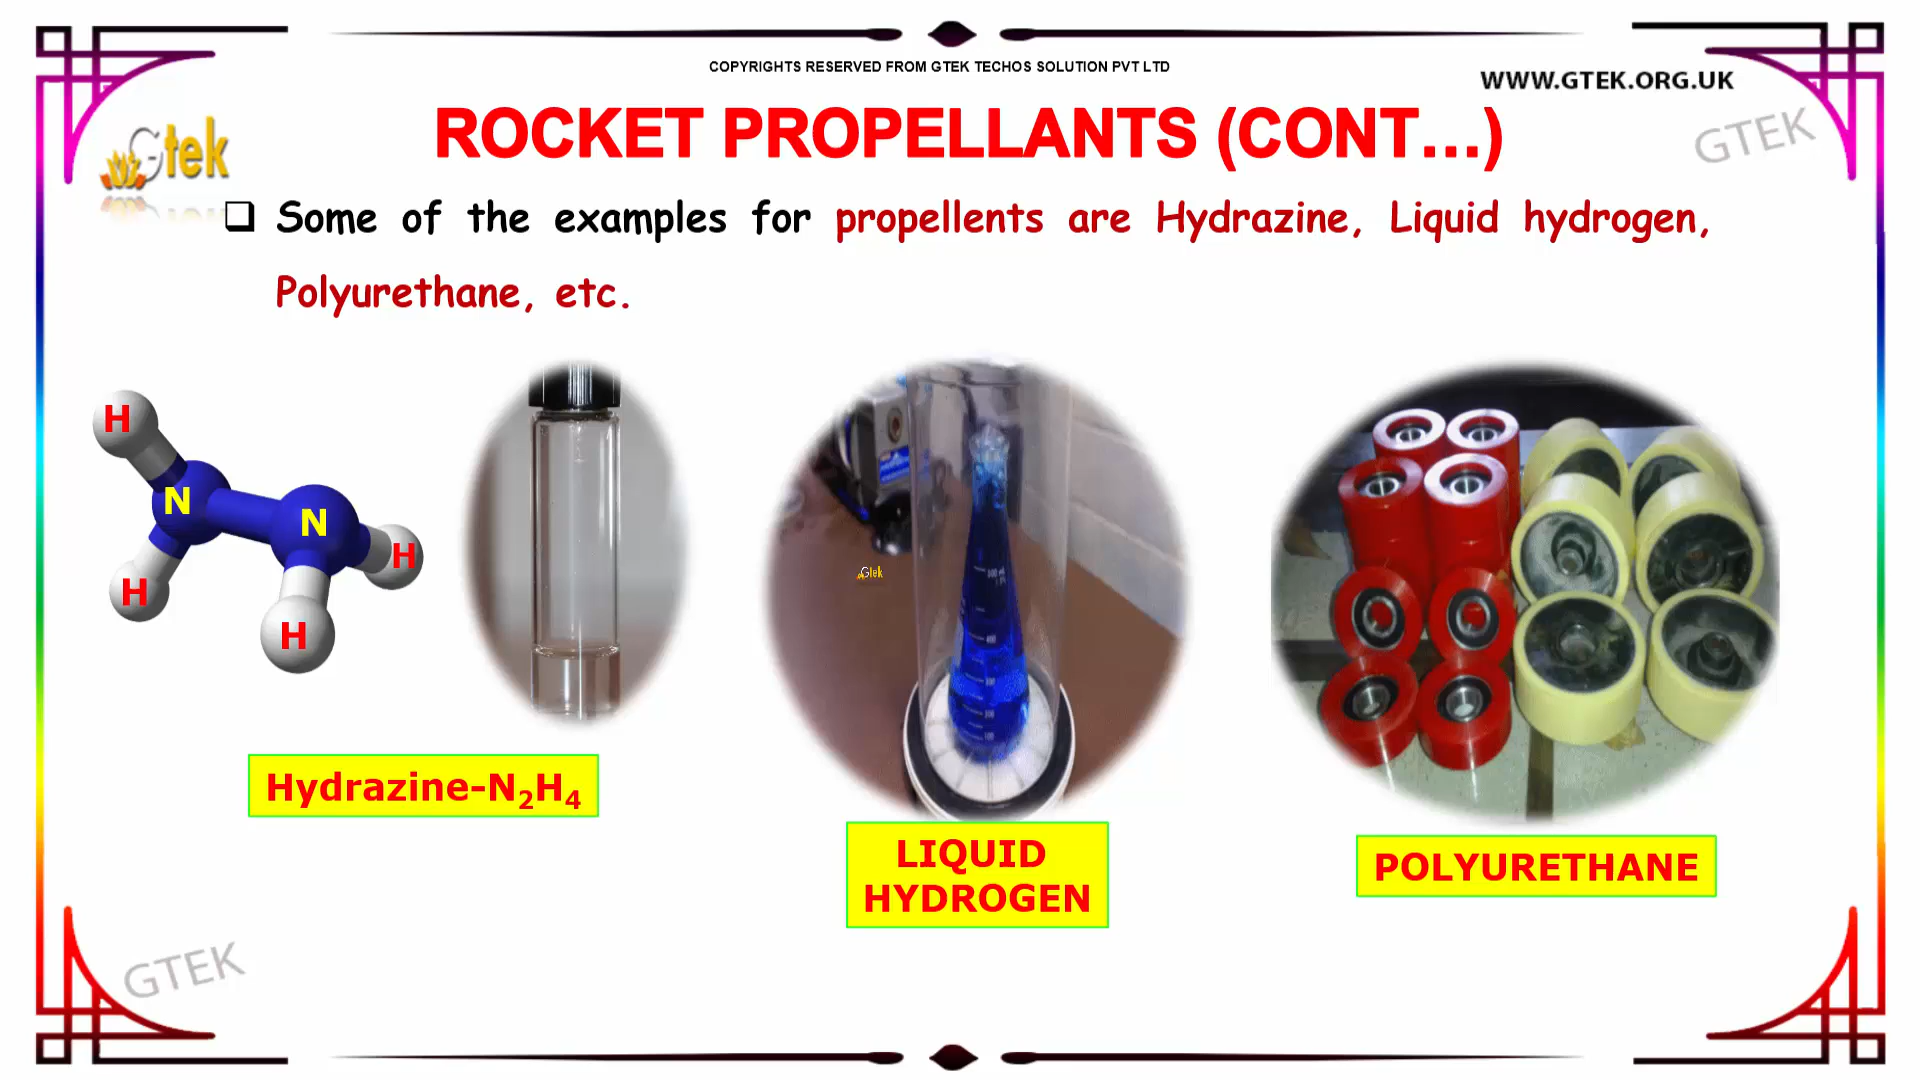 COPYRIGHTS RESERVED FROM GTEK TECHOS SOLUTION PVT LTD
WWW.GTEK.ORG.UK
GTEK
Gtek
ROCKET PROPELLANTS (CONT...)
Some of the examples for propellents are Hydrazine, Liquid hydrogen,
Polyurethane, etc.
H
N
N
H
H
H
Gtek
Hydrazine-N₂H₄
LIQUID
HYDROGEN
POLYURETHANE
GTEK